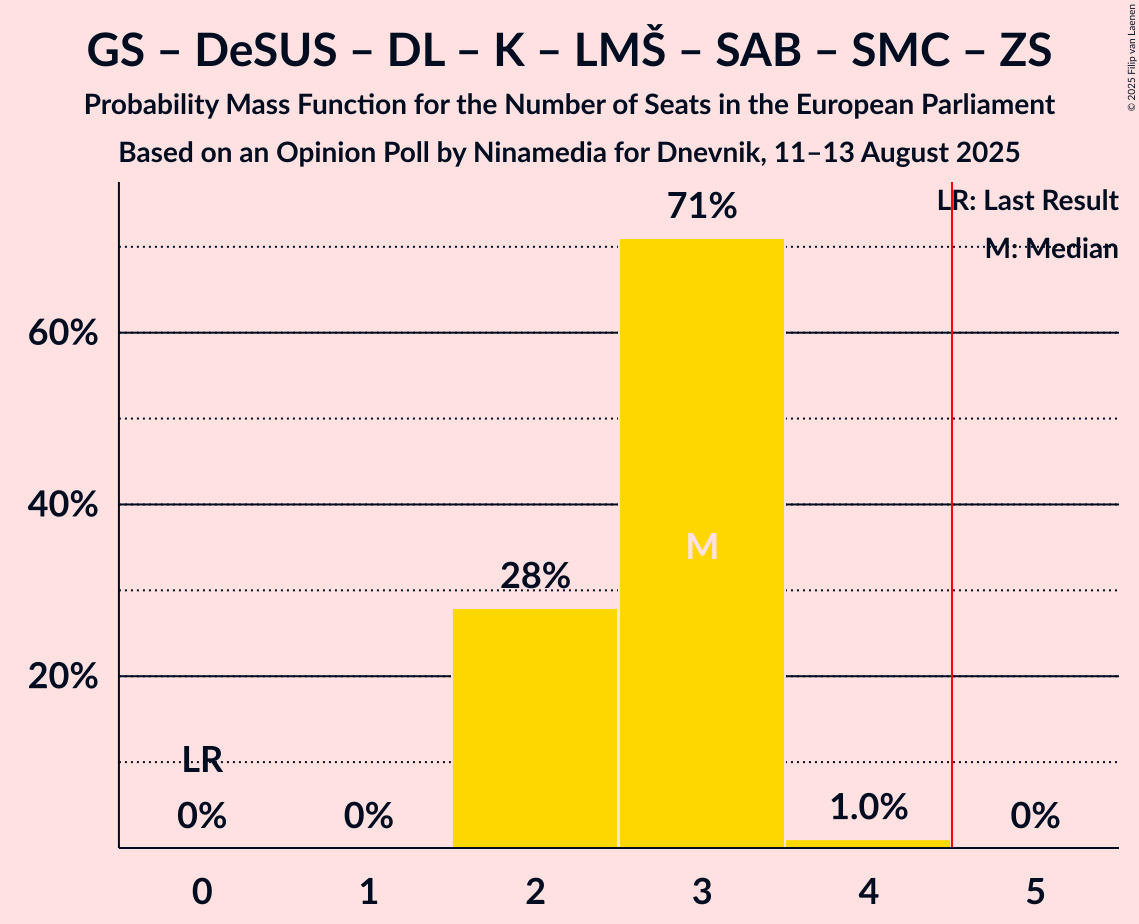 GS – DeSUS – DL – K – LMŠ – SAB – SMC – ZS
Probability Mass Function for the Number of Seats in the European Parliament
Based on an Opinion Poll by Ninamedia for Dnevnik, 11–13 August 2025
© 2025 Filip van Laenen
LR: Last Result
M: Median
71%
60%
40%
M
28%
20%
LR
0%
0%
1.0%
0%
0
1
2
3
4
5